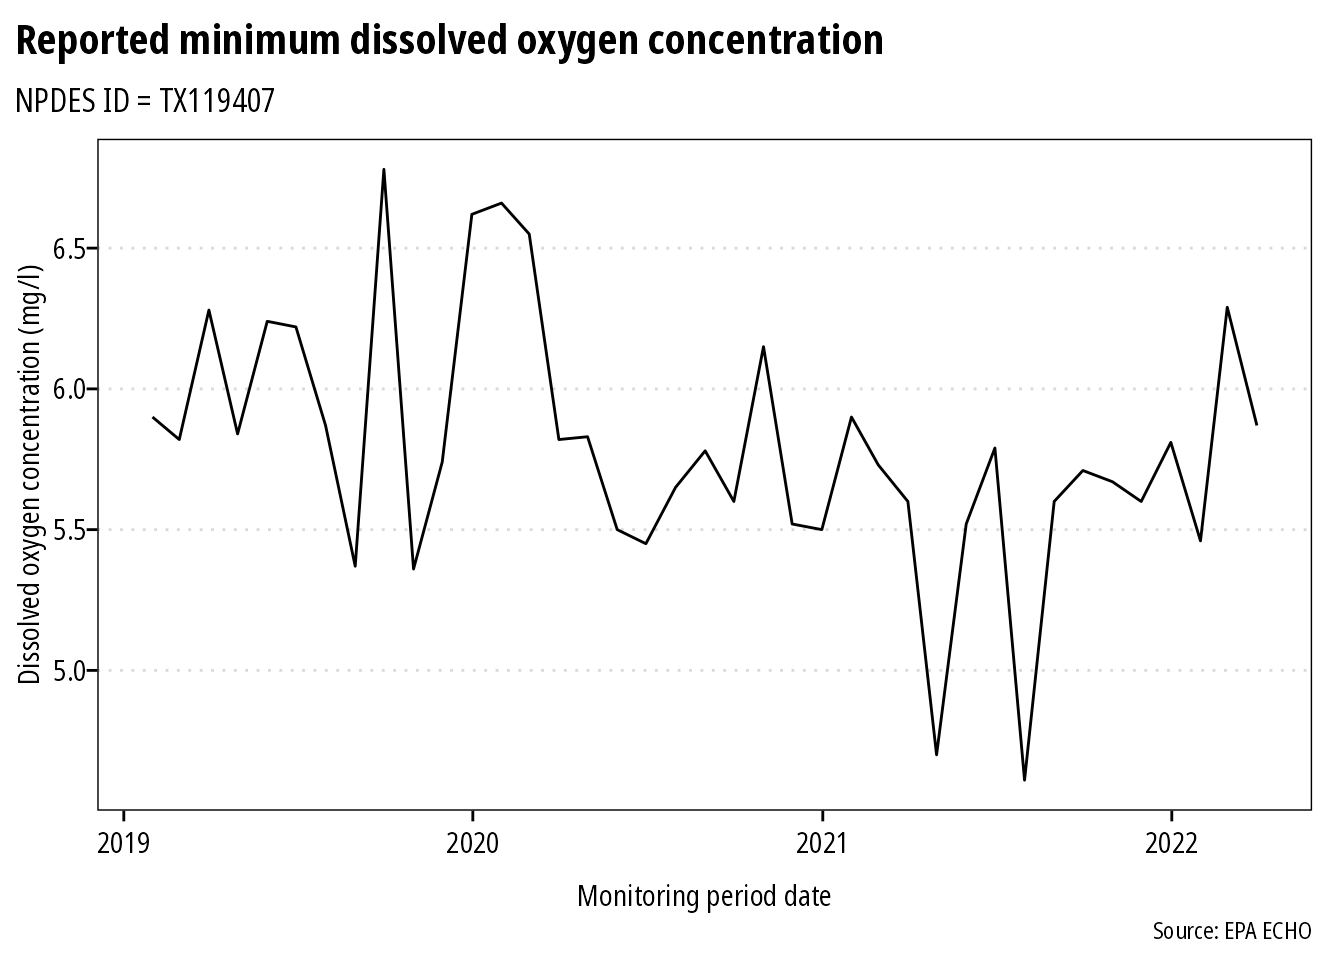 Reported minimum dissolved oxygen concentration
NPDES ID = TX119407
Dissolved oxygen concentration (mg/l)
6.5
6.0
5.5
5.0
2019
2020
2021
2022
Monitoring period date
Source: EPA ECHO